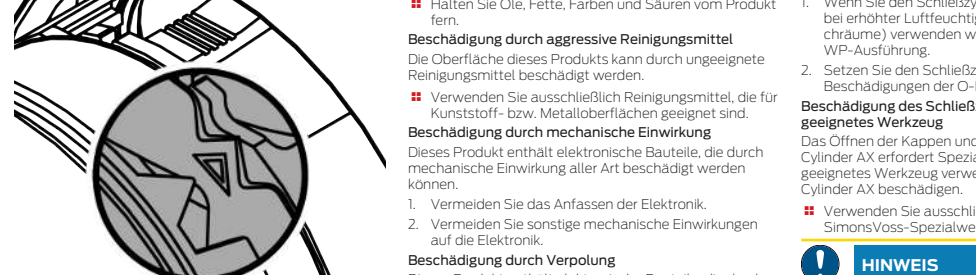 Halten Sie Öle, Fette, Farben und Säuren vom Produkt
fern.
Beschädigung durch aggressive Reinigungsmittel
Die Oberfläche dieses Produkts kann durch ungeeignete
Reinigungsmittel beschädigt werden.
Verwenden Sie ausschließlich Reinigungsmittel, die für
Kunststoff- bzw. Metalloberflächen geeignet sind.
Beschädigung durch mechanische Einwirkung
Dieses Produkt enthält elektronische Bauteile, die durch
mechanische Einwirkung aller Art beschädigt werden
können.
1. Vermeiden Sie das Anfassen der Elektronik.
2. Vermeiden Sie sonstige mechanische Einwirkungen
auf die Elektronik.
Beschädigung durch Verpolung
1. Wenn Sie den Schließzy
bei erhöhter Luftfeuchtig
chräume) verwenden w
WP-Ausführung.
2. Setzen Sie den Schließz
Beschädigungen der O-
Beschädigung des Schließ
geeignetes Werkzeug
Das Öffnen der Kappen und
Cylinder AX erfordert Spezia
geeignetes Werkzeug verwe
Cylinder AX beschädigen.
Verwenden Sie ausschli
SimonsVoss-Spezialwe
HINWEIS